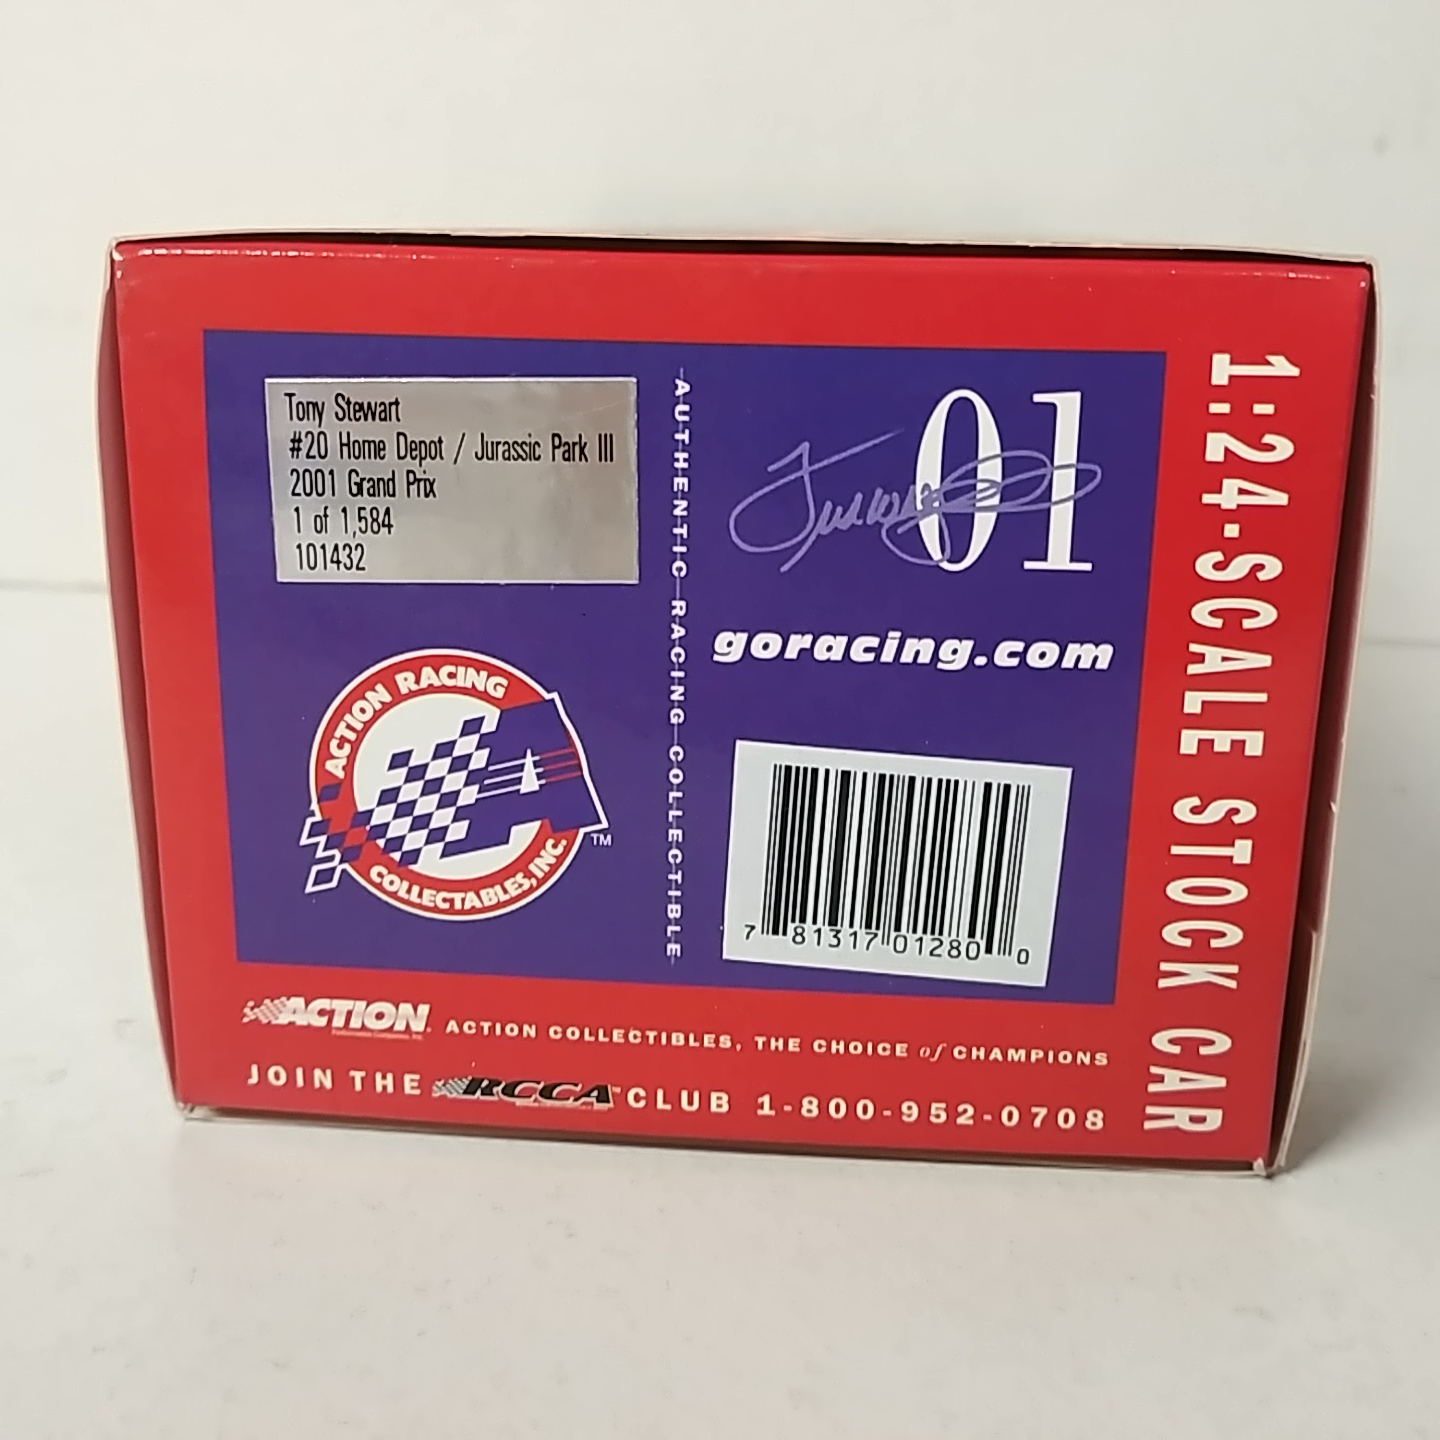 Tony Stewart
#20 Home Depot / Jurassic Park III
2001 Grand Prix
1 of 1,584
101432
AUTHENTIC RACING COLLECTIBLE
01
goracing.com
ACTION RACING
COLLECTABLES, INC.
TM
7 81317 01280 0
1:24-SCALE STOCK CAR
ACTION
ACTION COLLECTIBLES, THE CHOICE of CHAMPIONS
JOIN THE RCCA™ CLUB 1-800-952-0708